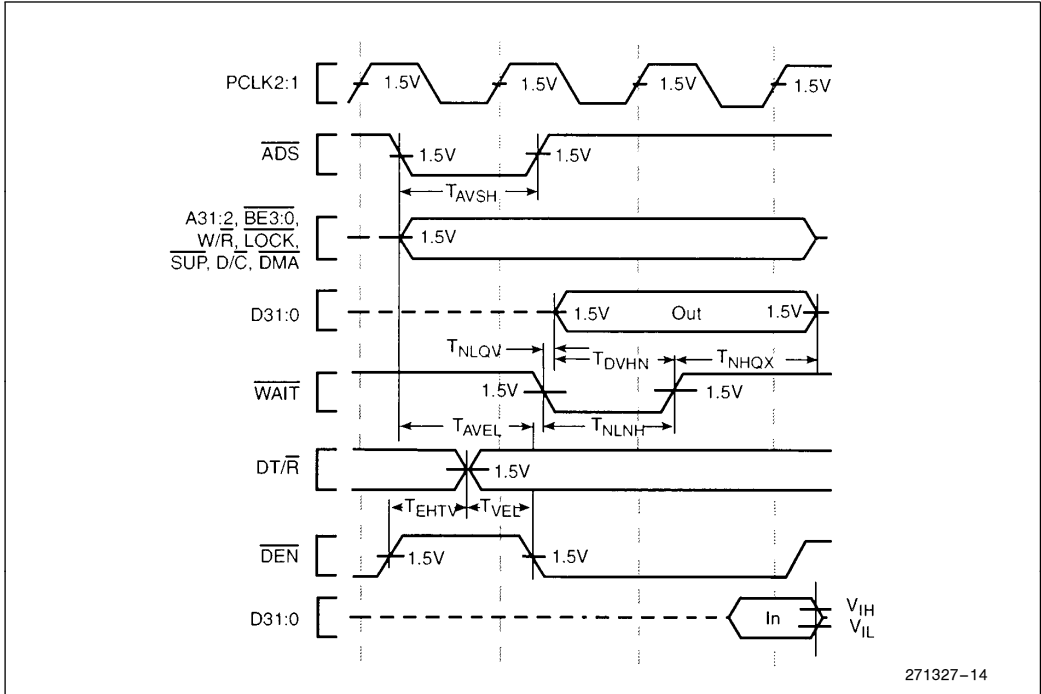 PCLK2:1 1.5V 1.5V 1.5V 1.5V
ADS 1.5V 1.5V
TAVSH
A31:2, BE3:0,
W/R, LOCK,
SUP, D/C, DMA
1.5V
D31:0 1.5V Out 1.5V
TNLQV TDVHN TNHQX
WAIT 1.5V 1.5V
TAVEL TNLNH
DT/R 1.5V
TEHTV TVEL
DEN 1.5V 1.5V
D31:0 In VIH
VIL
271327–14